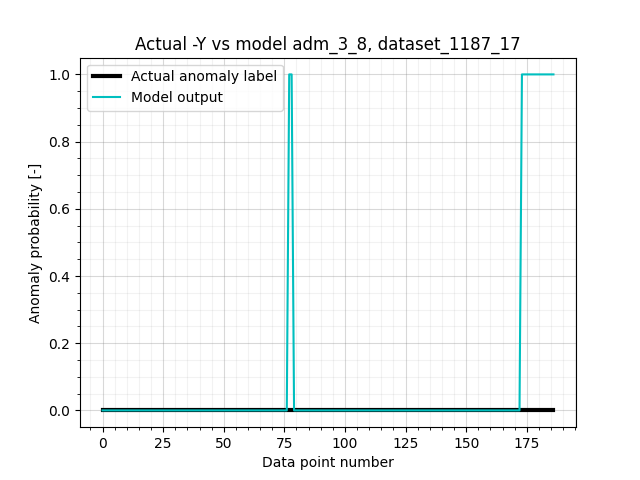 Actual -Y vs model adm_3_8, dataset_1187_17
Actual anomaly label
Model output
1.0
0.8
0.6
0.4
0.2
0.0
Anomaly probability [-]
0 25 50 75 100 125 150 175
Data point number